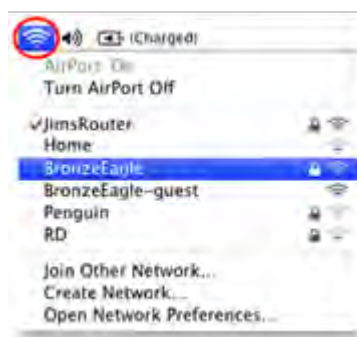 (Charged)
AirPort: On
Turn AirPort Off
JimsRouter
Home
BronzeEagle
BronzeEagle-guest
Penguin
RD
Join Other Network...
Create Network...
Open Network Preferences...